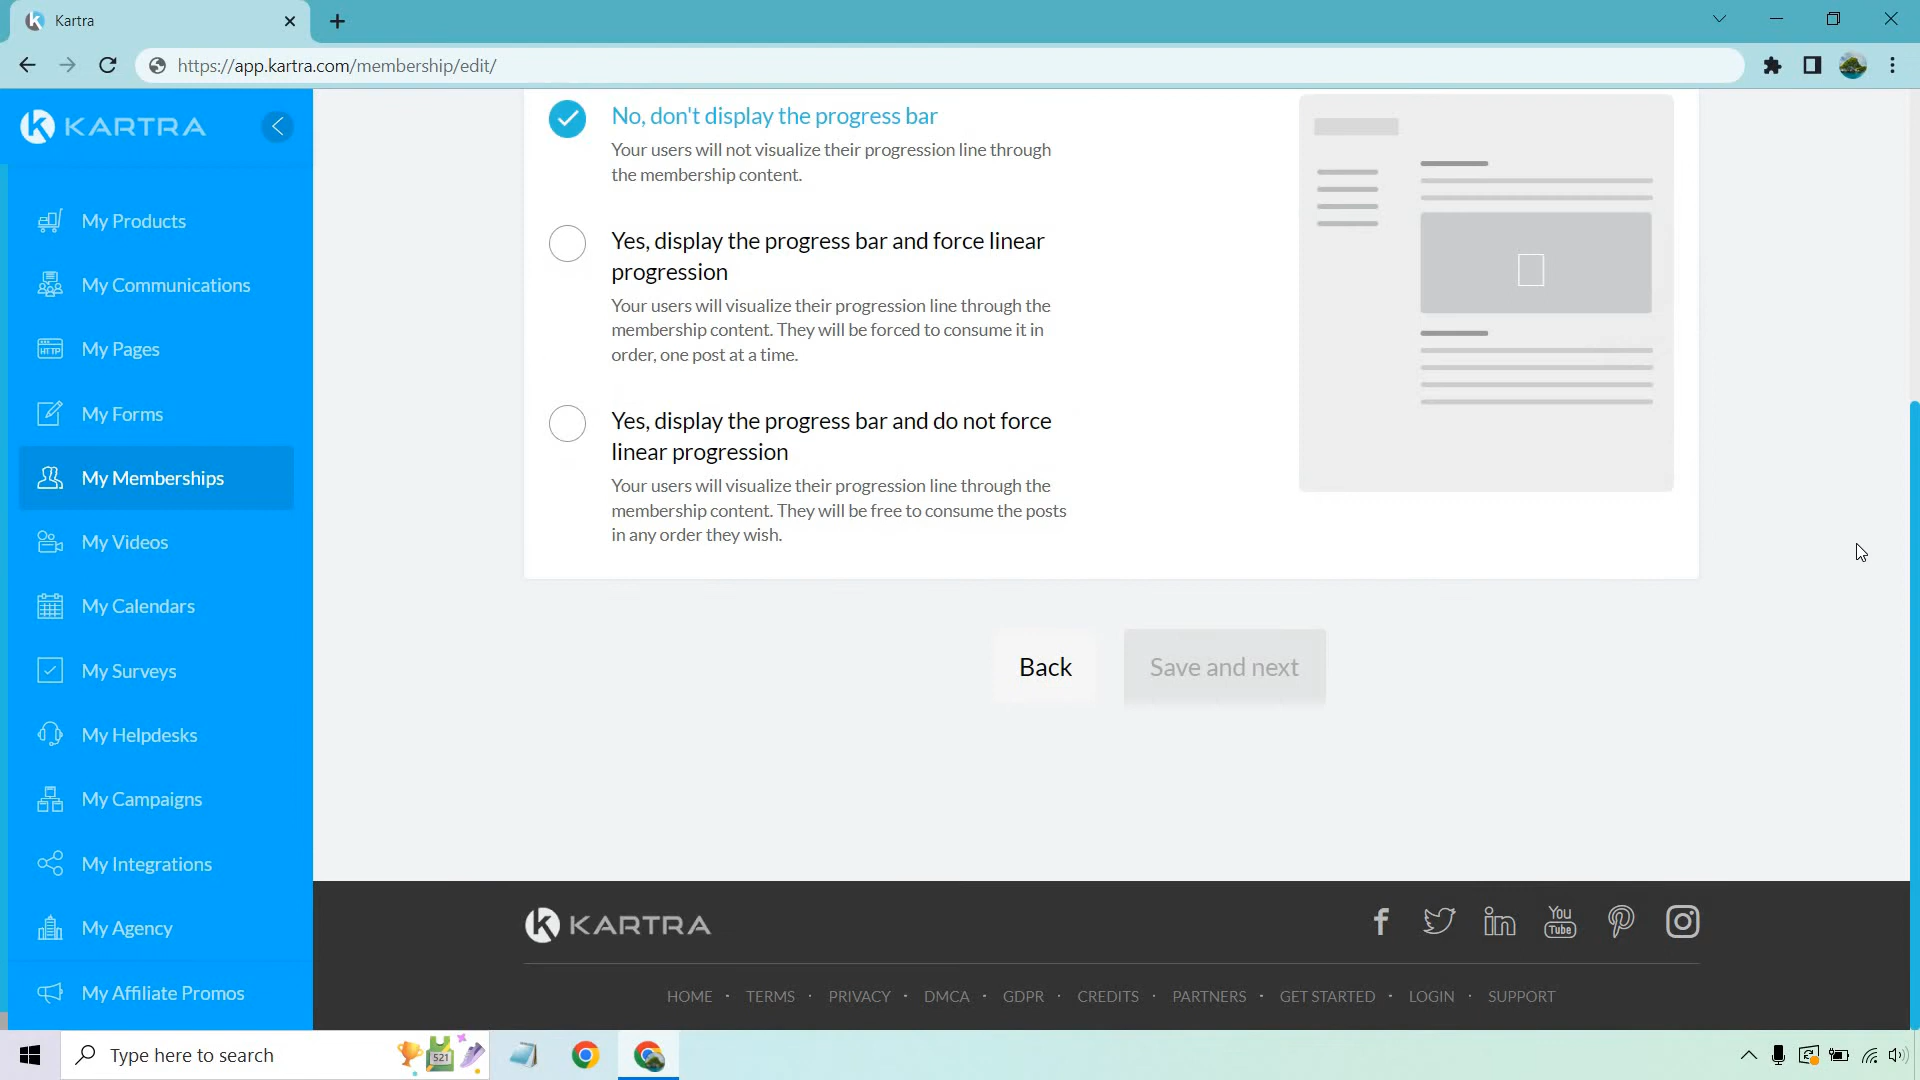 Kartra
https://app.kartra.com/membership/edit/
KARTRA
My Products
My Communications
HTTP
My Pages
My Forms
My Memberships
My Videos
My Calendars
My Surveys
My Helpdesks
My Campaigns
My Integrations
My Agency
My Affiliate Promos
No, don't display the progress bar
Your users will not visualize their progression line through
the membership content.
Yes, display the progress bar and force linear
progression
Your users will visualize their progression line through the
membership content. They will be forced to consume it in
order, one post at a time.
Yes, display the progress bar and do not force
linear progression
Your users will visualize their progression line through the
membership content. They will be free to consume the posts
in any order they wish.
Back
Save and next
KARTRA
You
Tube
HOME • TERMS • PRIVACY • DMCA • GDPR • CREDITS • PARTNERS • GET STARTED • LOGIN • SUPPORT
Type here to search
521